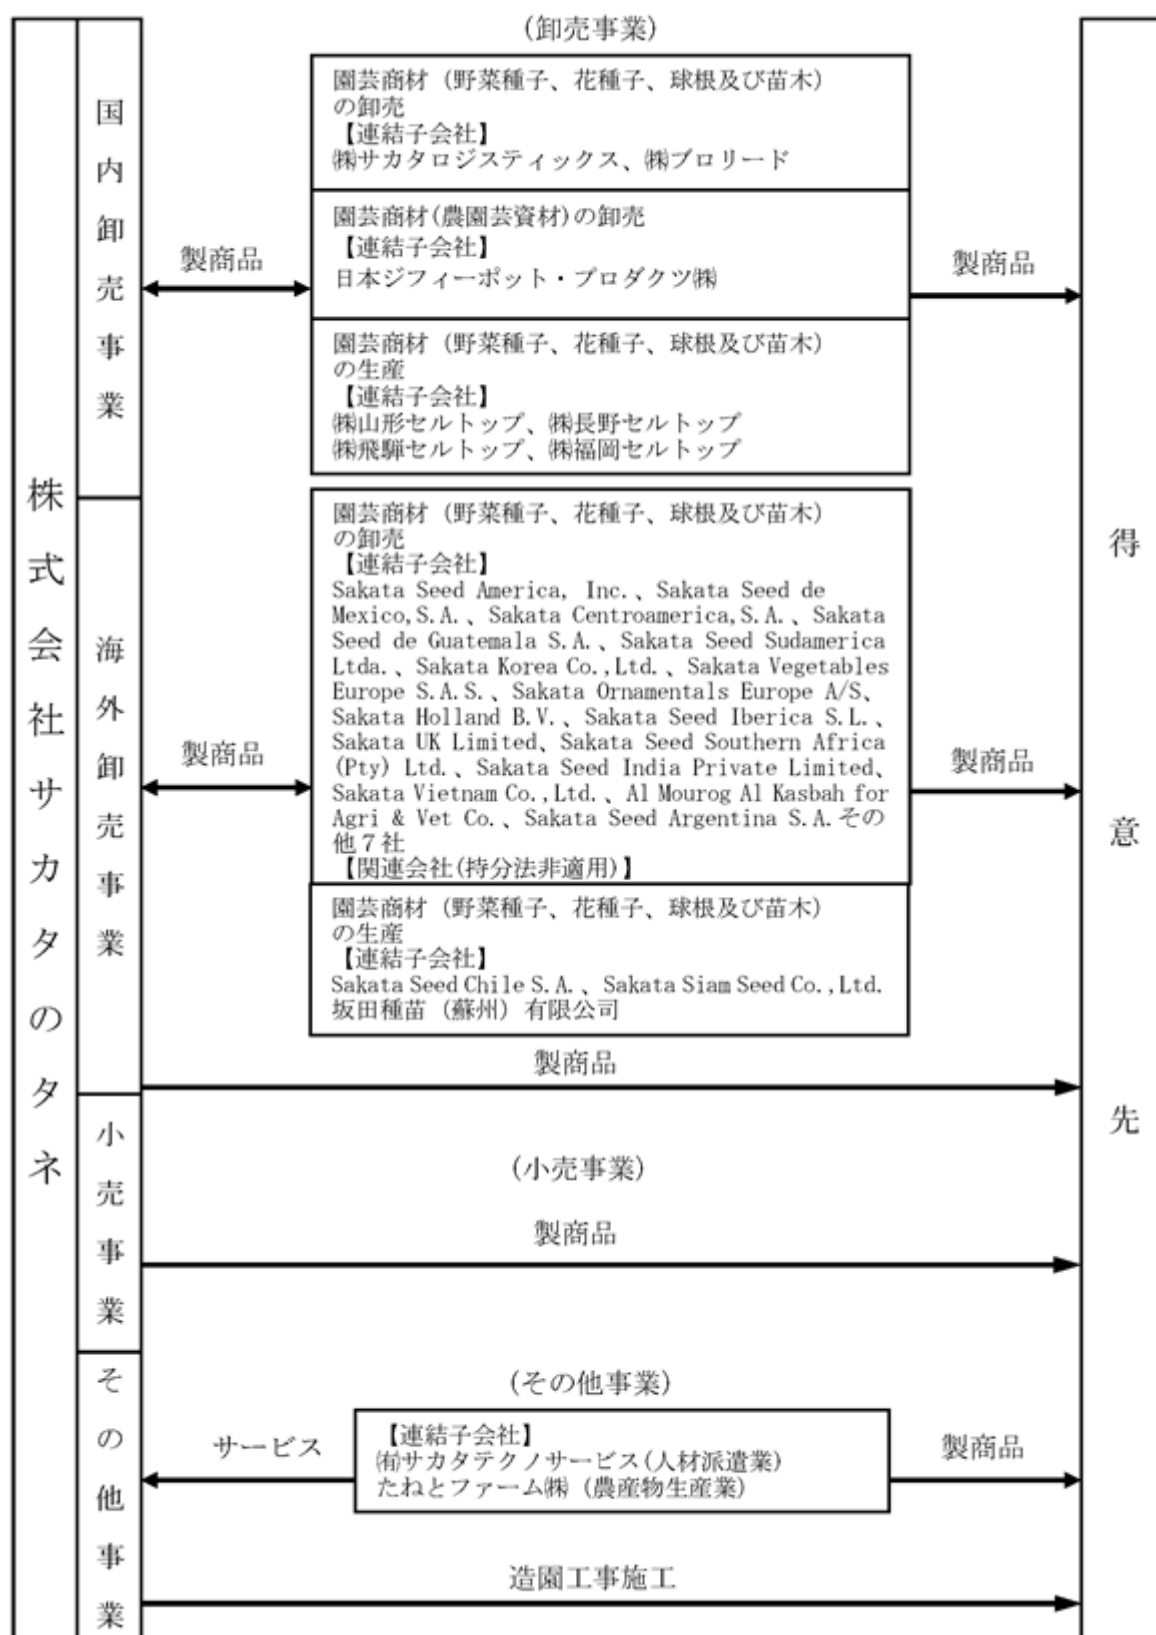 株式会社サカタのタネ
国内卸売事業
(卸売事業)
園芸商材（野菜種子、花種子、球根及び苗木）
の卸売
【連結子会社】
㈱サカタロジスティックス、㈱ブロリード
園芸商材(農園芸資材)の卸売
【連結子会社】
日本ジフィーポット・プロダクツ㈱
園芸商材（野菜種子、花種子、球根及び苗木）
の生産
【連結子会社】
㈱山形セルトップ、㈱長野セルトップ
㈱飛騨セルトップ、㈱福岡セルトップ
製商品
製商品
海外卸売事業
園芸商材（野菜種子、花種子、球根及び苗木）
の卸売
【連結子会社】
Sakata Seed America, Inc.、Sakata Seed de
Mexico,S.A.、Sakata Centroamerica,S.A.、Sakata
Seed de Guatemala S.A.、Sakata Seed Sudamerica
Ltda.、Sakata Korea Co.,Ltd.、Sakata Vegetables
Europe S.A.S.、Sakata Ornamentals Europe A/S、
Sakata Holland B.V.、Sakata Seed Iberica S.L.、
Sakata UK Limited、Sakata Seed Southern Africa
(Pty) Ltd.、Sakata Seed India Private Limited、
Sakata Vietnam Co.,Ltd.、Al Mourog Al Kasbah for
Agri & Vet Co.、Sakata Seed Argentina S.A.その
他７社
【関連会社(持分法非適用)】
園芸商材（野菜種子、花種子、球根及び苗木）
の生産
【連結子会社】
Sakata Seed Chile S.A.、Sakata Siam Seed Co.,Ltd.
坂田種苗（蘇州）有限公司
製商品
製商品
製商品
小売事業
(小売事業)
製商品
その他事業
(その他事業)
【連結子会社】
㈲サカタテクノサービス(人材派遣業)
たねとファーム㈱（農産物生産業）
サービス
製商品
造園工事施工
得意先